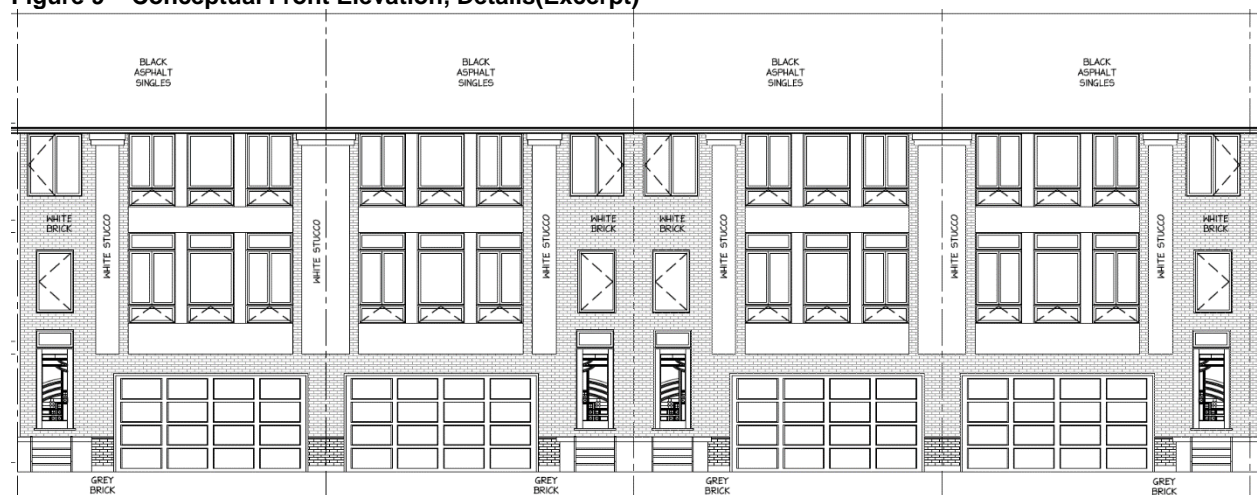 Figure – Conceptual Front Elevation, Details(Excerpt)
BLACK
ASPHALT
SINGLES
BLACK
ASPHALT
SINGLES
BLACK
ASPHALT
SINGLES
BLACK
ASPHALT
SINGLES
WHITE
BRICK
WHITE STUCCO
WHITE STUCCO
WHITE STUCCO
WHITE
BRICK
WHITE
BRICK
WHITE STUCCO
WHITE STUCCO
WHITE STUCCO
WHITE
BRICK
GREY
BRICK
GREY
BRICK
GREY
BRICK
GREY
BRICK